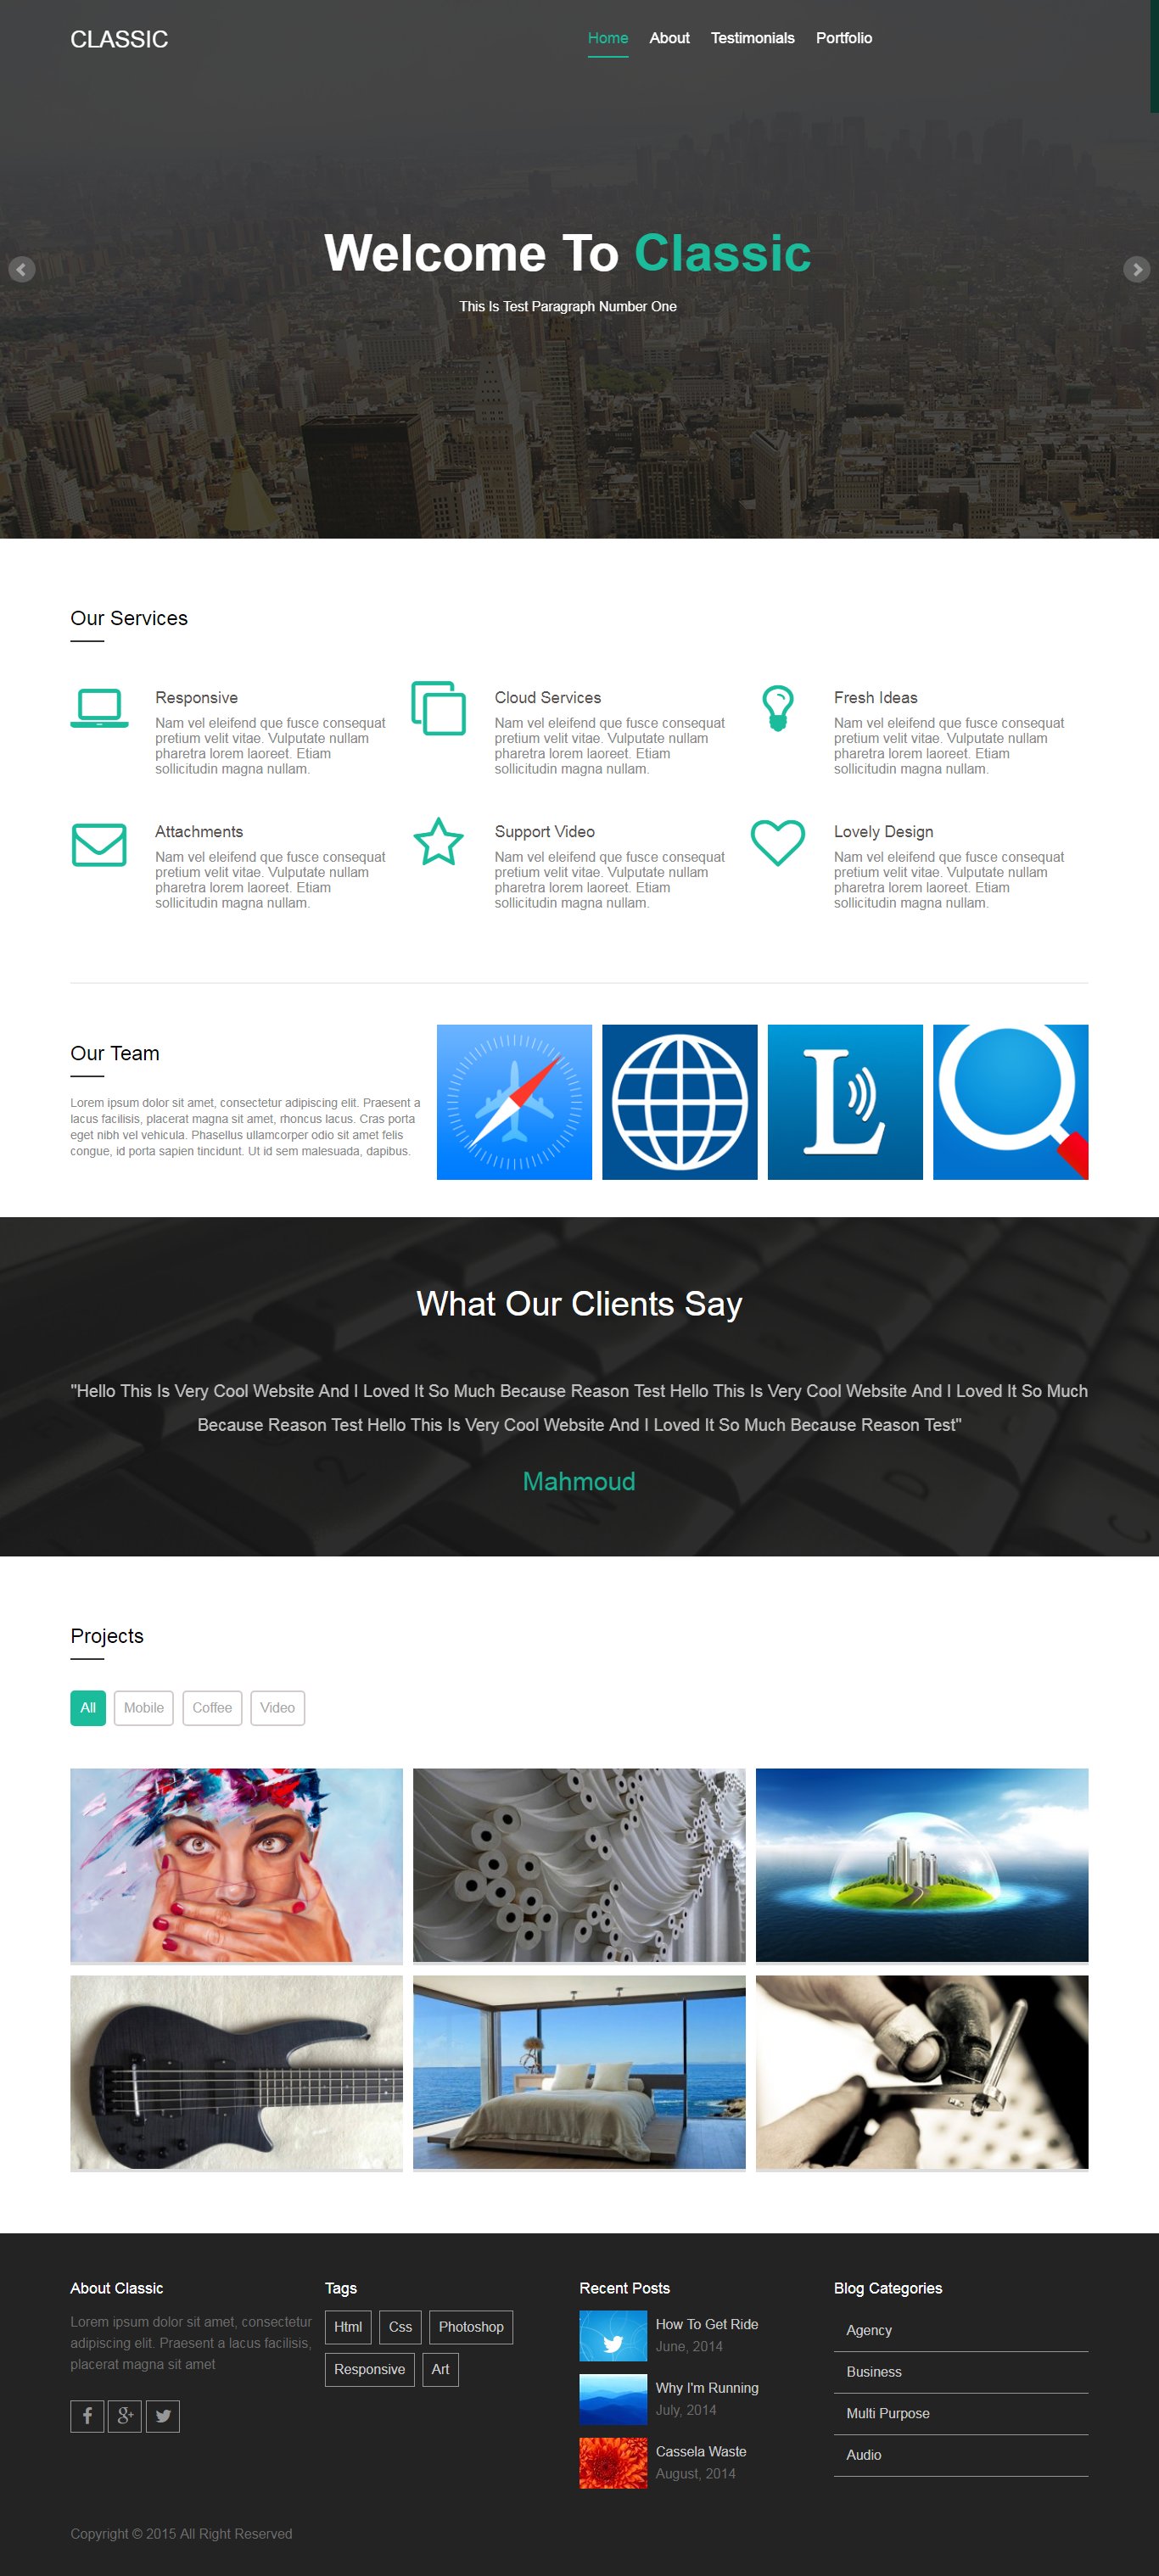 CLASSIC
Home About Testimonials Portfolio
Welcome To Classic
This Is Test Paragraph Number One
Our Services
Responsive
Nam vel eleifend que fusce consequat
pretium velit vitae. Vulputate nullam
pharetra lorem laoreet. Etiam
sollicitudin magna nullam.
Cloud Services
Nam vel eleifend que fusce consequat
pretium velit vitae. Vulputate nullam
pharetra lorem laoreet. Etiam
sollicitudin magna nullam.
Fresh Ideas
Nam vel eleifend que fusce consequat
pretium velit vitae. Vulputate nullam
pharetra lorem laoreet. Etiam
sollicitudin magna nullam.
Attachments
Nam vel eleifend que fusce consequat
pretium velit vitae. Vulputate nullam
pharetra lorem laoreet. Etiam
sollicitudin magna nullam.
Support Video
Nam vel eleifend que fusce consequat
pretium velit vitae. Vulputate nullam
pharetra lorem laoreet. Etiam
sollicitudin magna nullam.
Lovely Design
Nam vel eleifend que fusce consequat
pretium velit vitae. Vulputate nullam
pharetra lorem laoreet. Etiam
sollicitudin magna nullam.
Our Team
Lorem ipsum dolor sit amet, consectetur adipiscing elit. Praesent a
lacus facilisis, placerat magna sit amet, rhoncus lacus. Cras porta
eget nibh vel vehicula. Phasellus ullamcorper odio sit amet felis
congue, id porta sapien tincidunt. Ut id sem malesuada, dapibus.
L
What Our Clients Say
"Hello This Is Very Cool Website And I Loved It So Much Because Reason Test Hello This Is Very Cool Website And I Loved It So Much
Because Reason Test Hello This Is Very Cool Website And I Loved It So Much Because Reason Test"
Mahmoud
2
D
C
Projects
All Mobile Coffee Video
About Classic
Lorem ipsum dolor sit amet, consectetur
adipiscing elit. Praesent a lacus facilisis,
placerat magna sit amet
Tags
Html Css Photoshop
Responsive Art
Recent Posts
How To Get Ride
June, 2014
Why I'm Running
July, 2014
Cassela Waste
August, 2014
Blog Categories
Agency
Business
Multi Purpose
Audio
Copyright © 2015 All Right Reserved